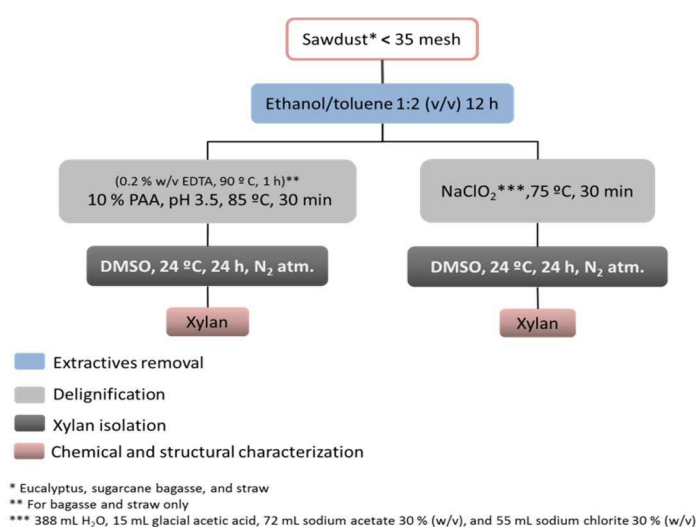 Sawdust* < 35 mesh
Ethanol/toluene 1:2 (v/v) 12 h
(0.2 % w/v EDTA, 90 º C, 1 h)**
10 % PAA, pH 3.5, 85 ºC, 30 min
NaClO₂***,75 ºC, 30 min
DMSO, 24 ºC, 24 h, N₂ atm.
DMSO, 24 ºC, 24 h, N₂ atm.
Xylan
Xylan
Extractives removal
Delignification
Xylan isolation
Chemical and structural characterization
* Eucalyptus, sugarcane bagasse, and straw
** For bagasse and straw only
*** 388 mL H₂O, 15 mL glacial acetic acid, 72 mL sodium acetate 30 % (w/v), and 55 mL sodium chlorite 30 % (w/v)